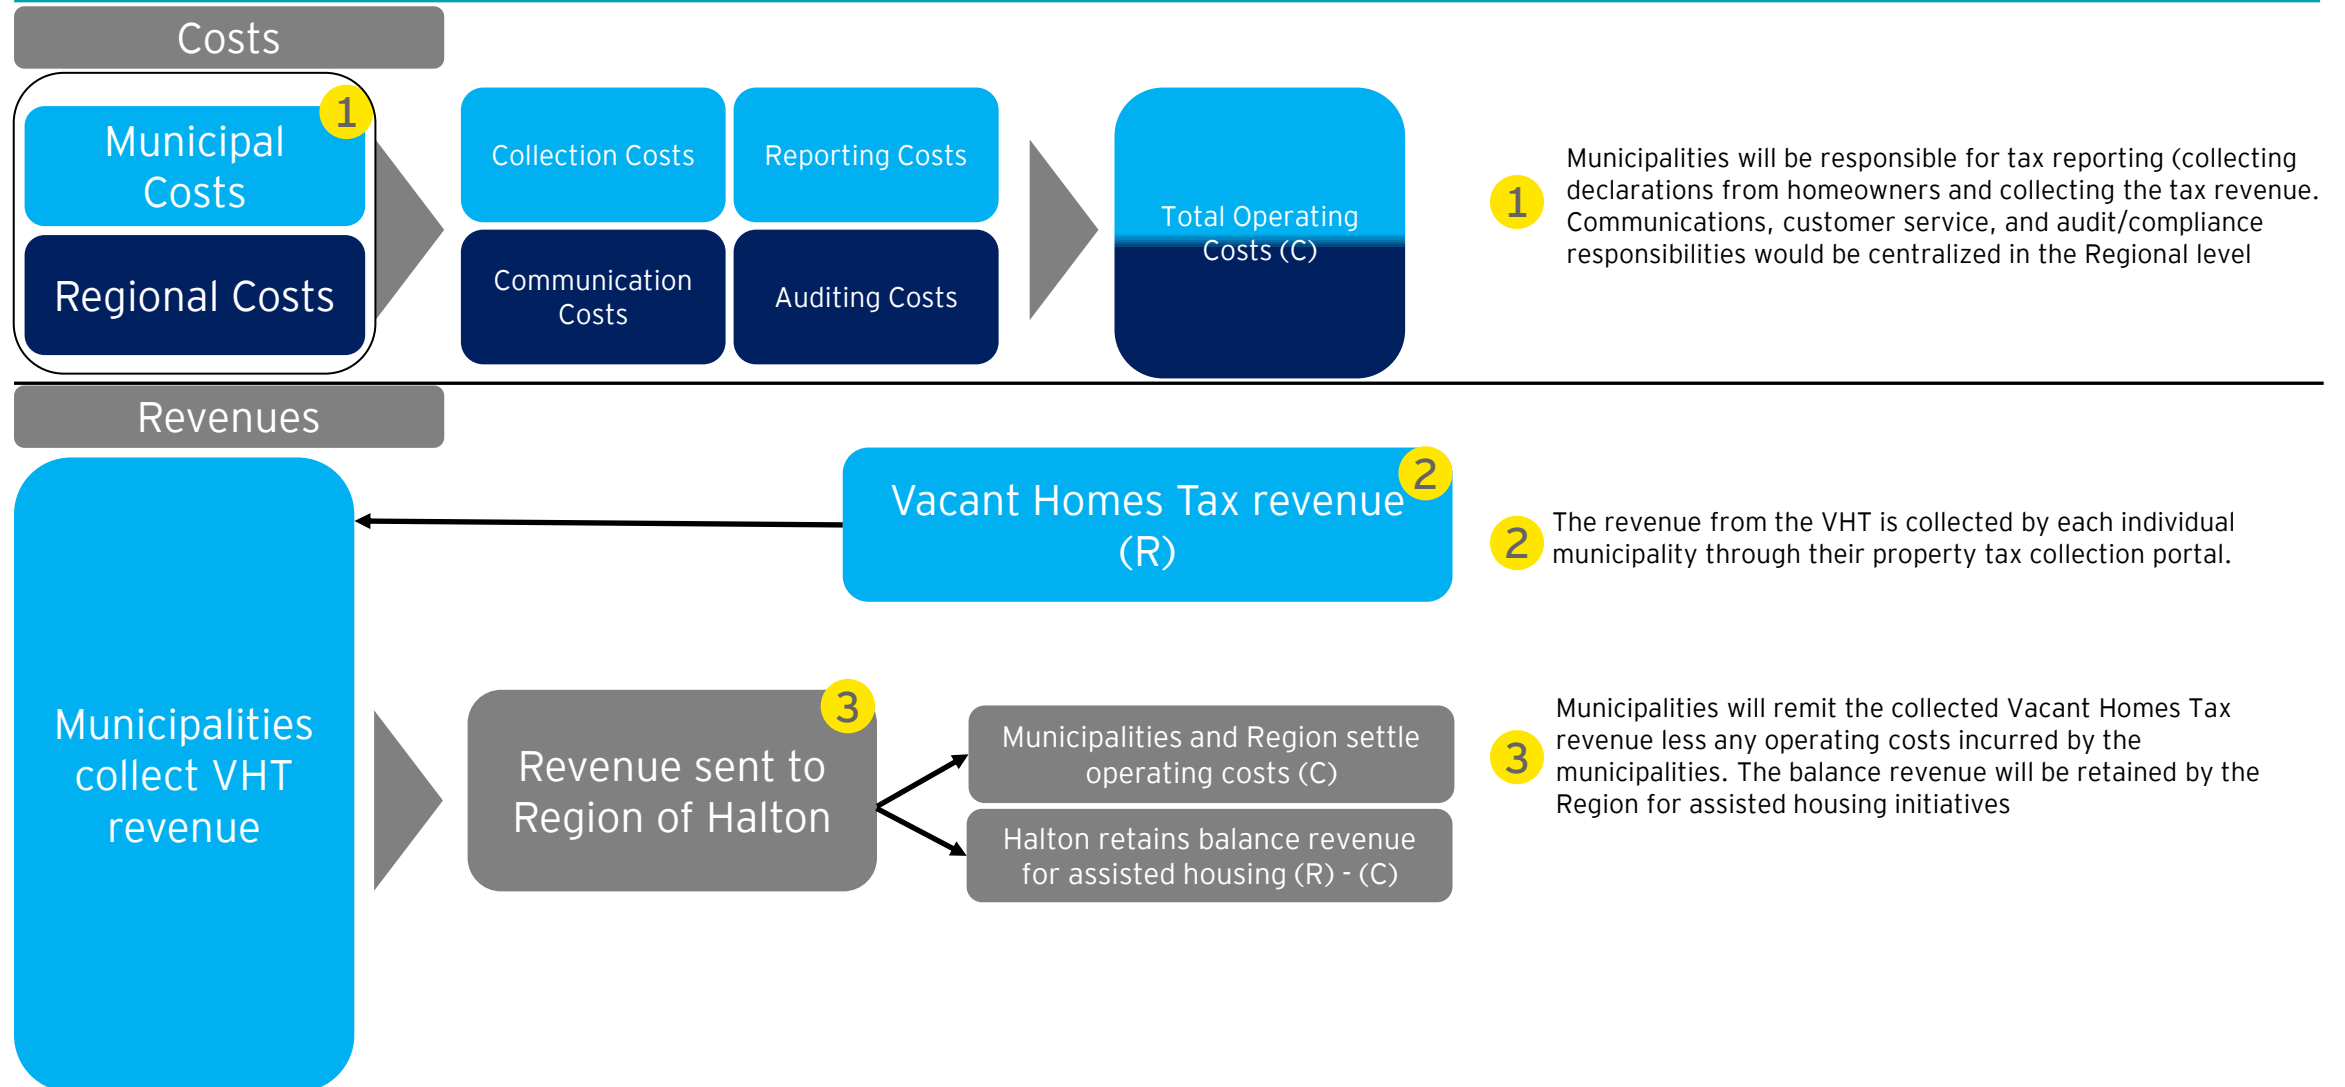 Costs
1
Municipal
Costs
Regional Costs
Collection Costs
Reporting Costs
Communication
Costs
Auditing Costs
Total Operating
Costs (C)
1
Municipalities will be responsible for tax reporting (collecting
declarations from homeowners and collecting the tax revenue.
Communications, customer service, and audit/compliance
responsibilities would be centralized in the Regional level
Revenues
Municipalities
collect VHT
revenue
Vacant Homes Tax revenue
(R)
2
2
The revenue from the VHT is collected by each individual
municipality through their property tax collection portal.
Revenue sent to
Region of Halton
3
Municipalities and Region settle
operating costs (C)
Halton retains balance revenue
for assisted housing (R) - (C)
3
Municipalities will remit the collected Vacant Homes Tax
revenue less any operating costs incurred by the
municipalities. The balance revenue will be retained by the
Region for assisted housing initiatives